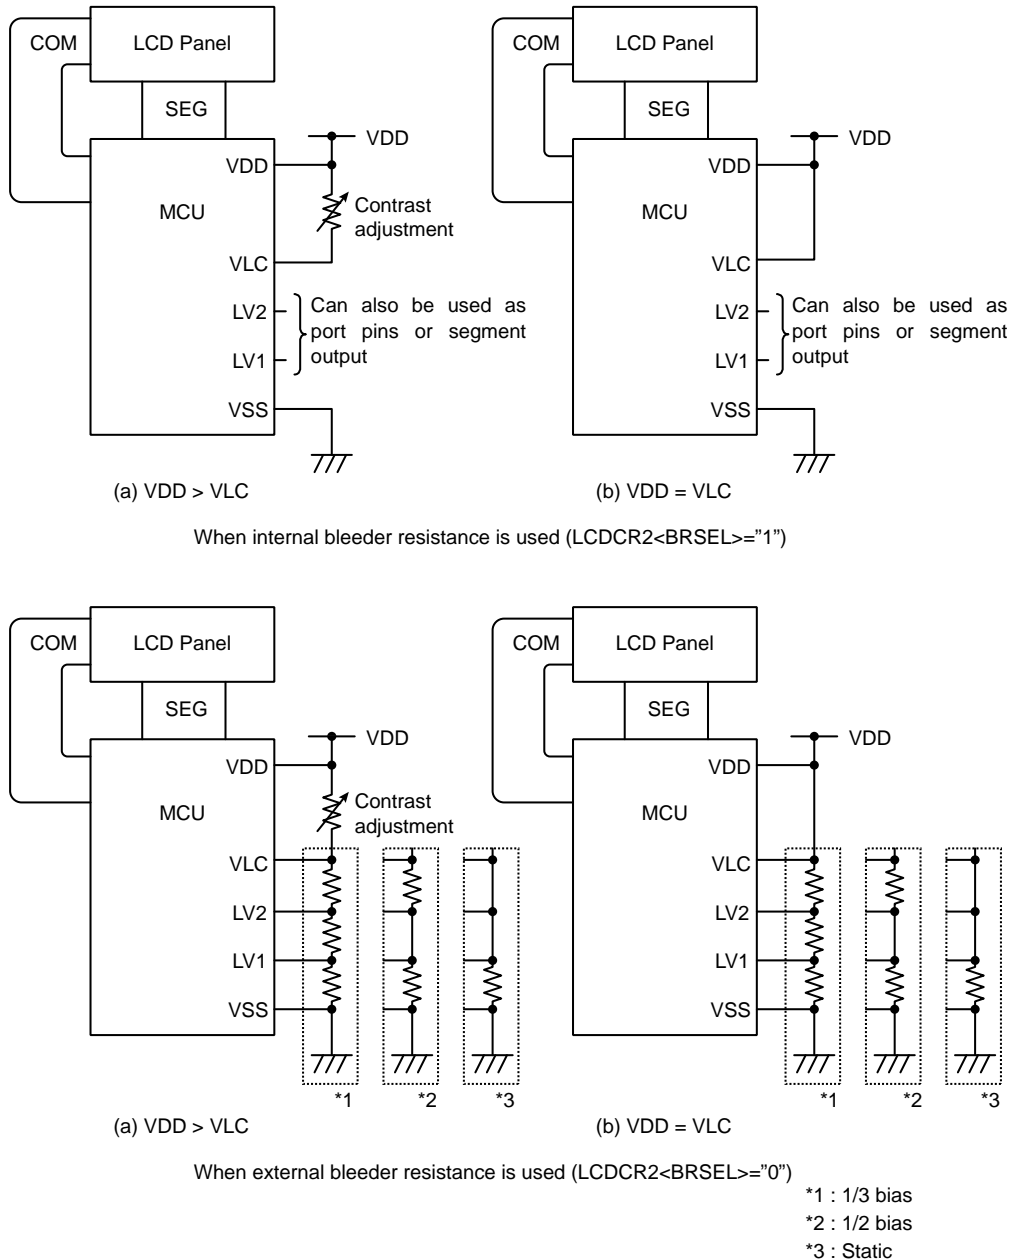 COM
LCD Panel
SEG
VDD
VDD
MCU
Contrast
adjustment
VLC
LV2
LV1
Can also be used as
port pins or segment
output
VSS
(a) VDD > VLC
COM
LCD Panel
SEG
VDD
VDD
MCU
VLC
LV2
LV1
Can also be used as
port pins or segment
output
VSS
(b) VDD = VLC
When internal bleeder resistance is used (LCDCR2<BRSEL>=”1”)
COM
LCD Panel
SEG
VDD
VDD
MCU
Contrast
adjustment
VLC
LV2
LV1
VSS
*1
*2
*3
(a) VDD > VLC
COM
LCD Panel
SEG
VDD
VDD
MCU
VLC
LV2
LV1
VSS
*1
*2
*3
(b) VDD = VLC
When external bleeder resistance is used (LCDCR2<BRSEL>=”0”)
*1 : 1/3 bias
*2 : 1/2 bias
*3 : Static